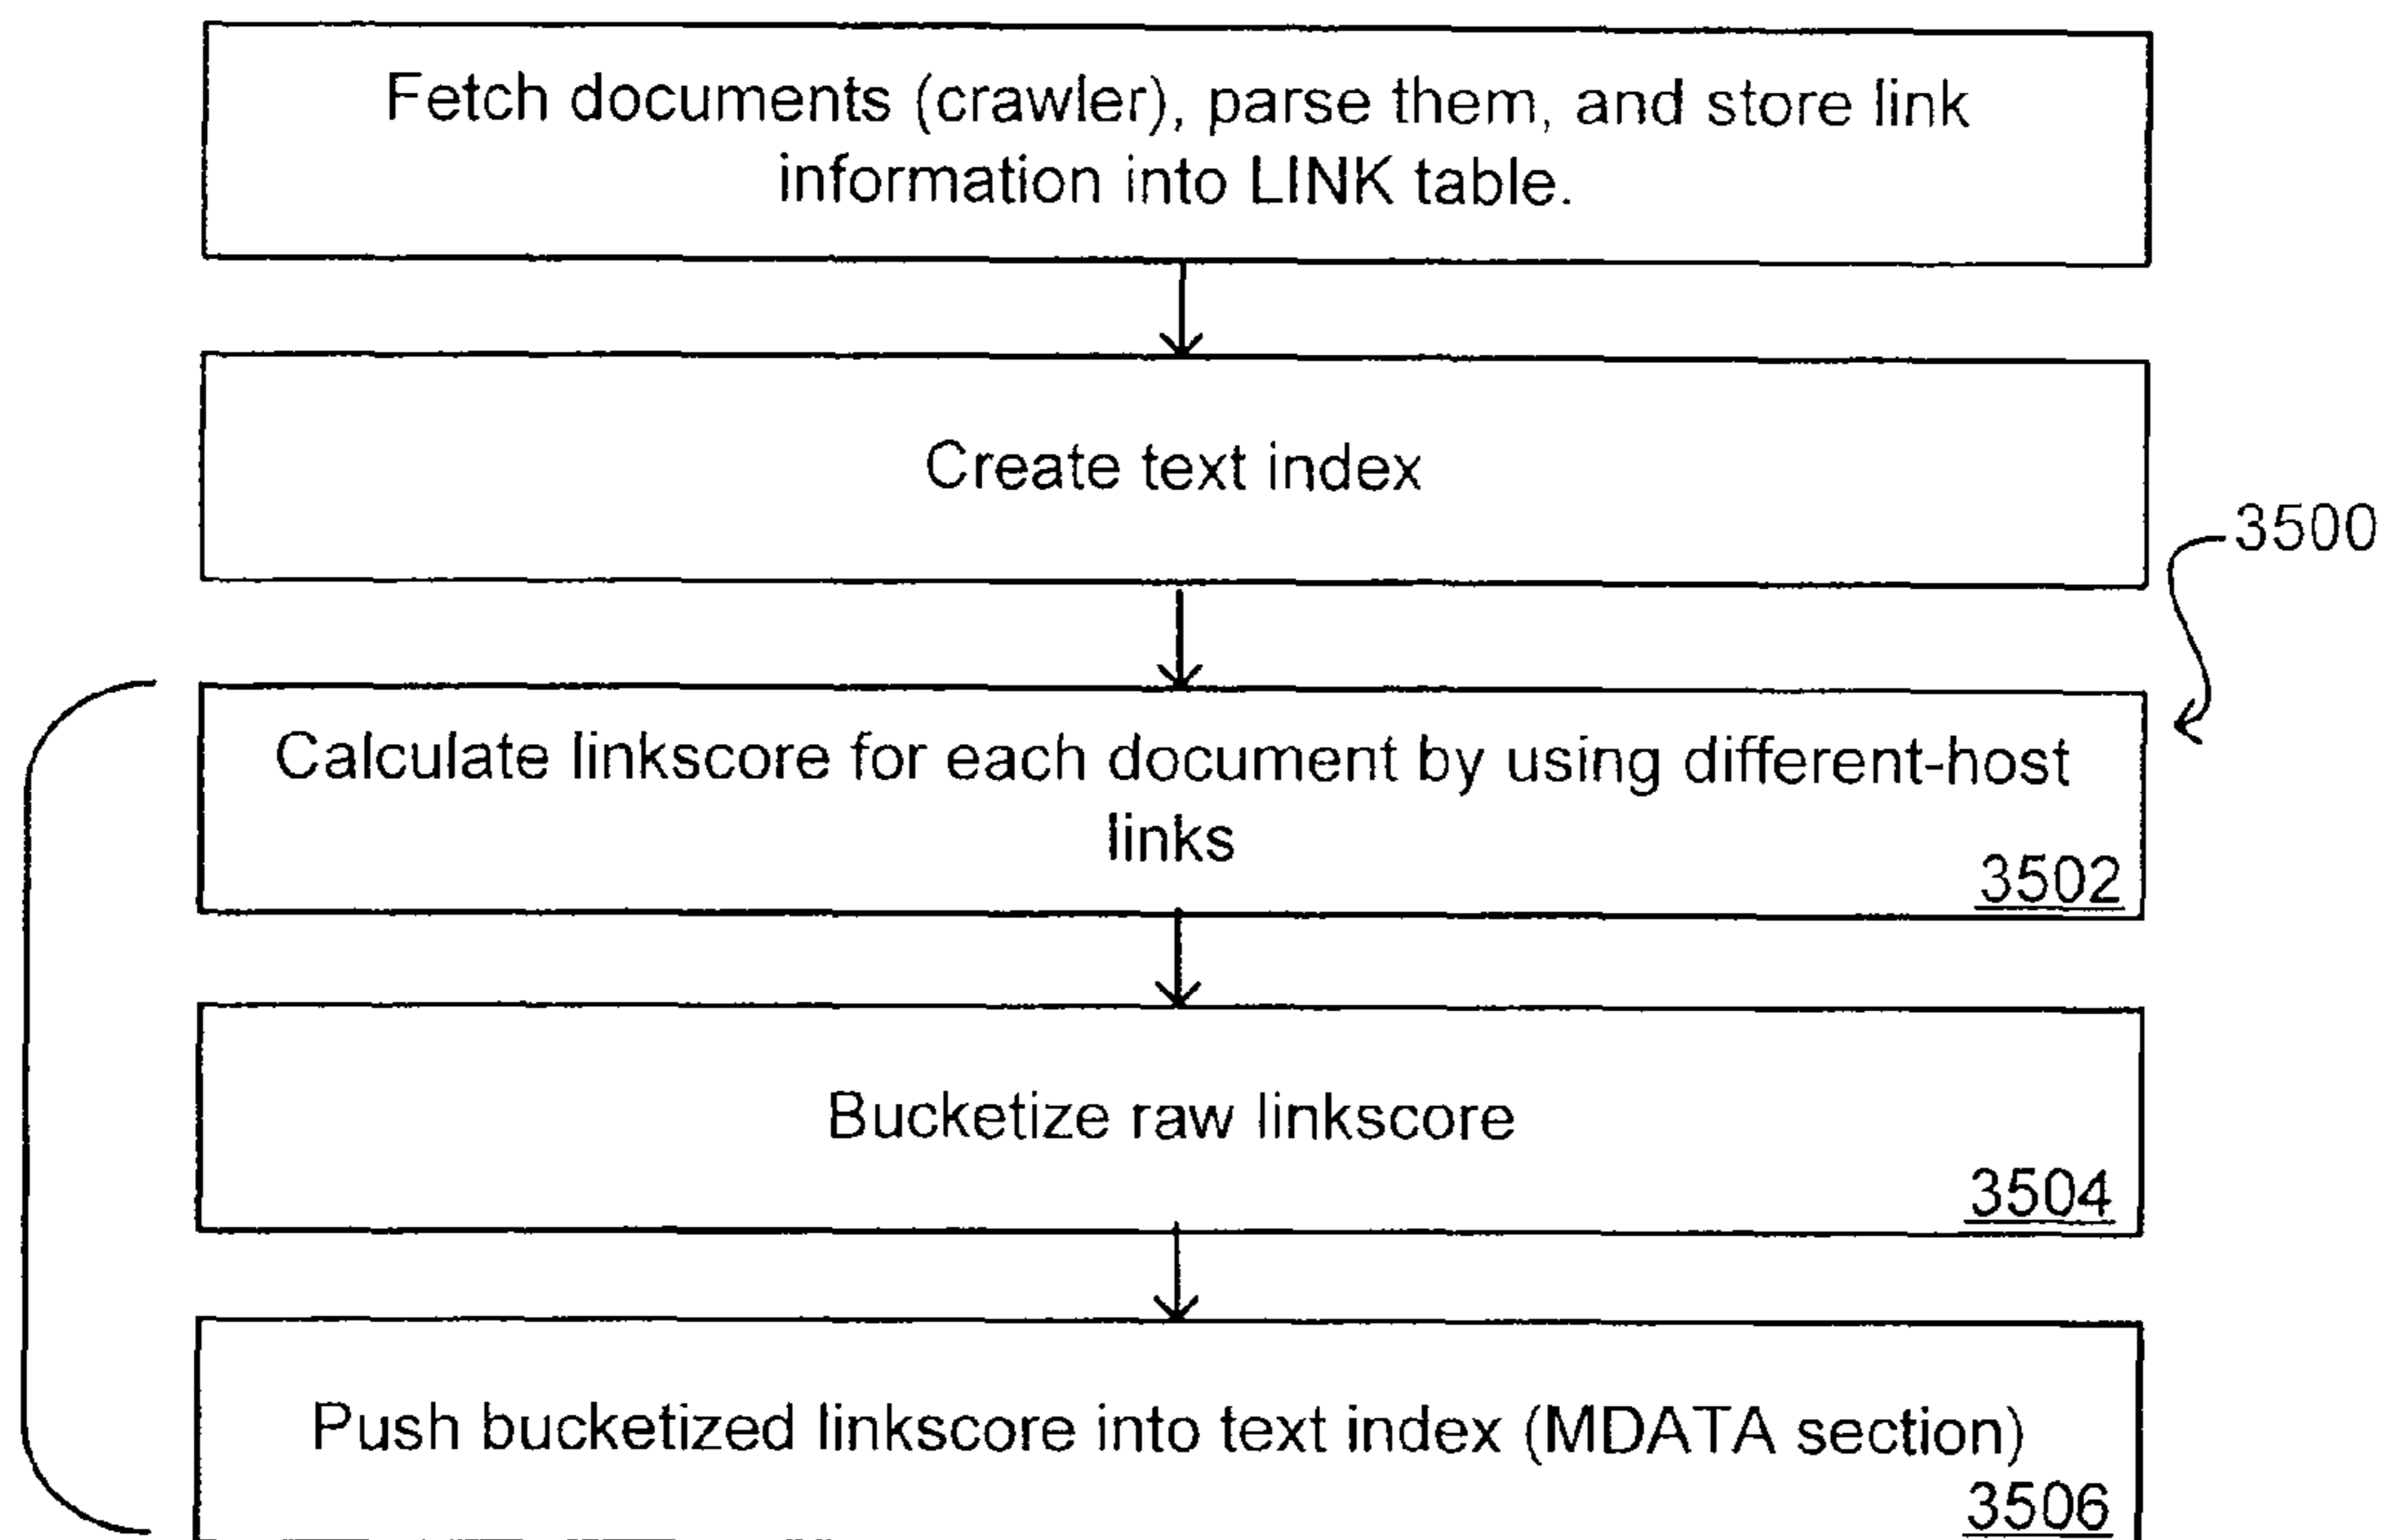 Fetch documents (crawler), parse them, and store link
information into LINK table.
Create text index
3500
Calculate linkscore for each document by using different-host
links
3502
Bucketize raw linkscore
3504
Push bucketized linkscore into text index (MDATA section)
3506